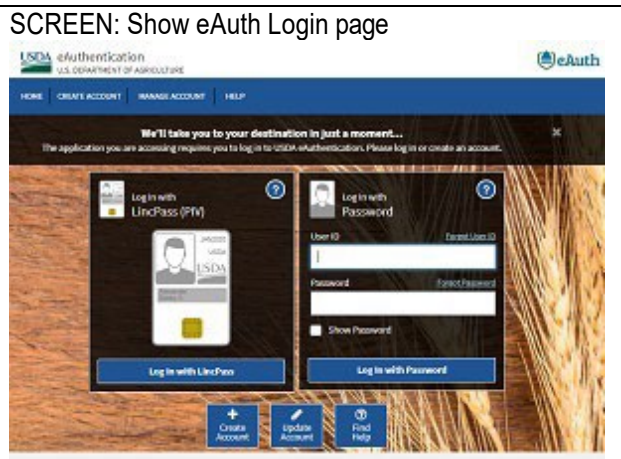 SCREEN: Show eAuth Login page
USDA eAuthentication
U.S. DEPARTMENT OF AGRICULTURE
eAuth
HOME CREATE ACCOUNT MANAGE ACCOUNT HELP
We'll take you to your destination in just a moment...
The application you are accessing requires you to log in to USDA eAuthentication. Please log in or create an account.
Log in with
LincPass (PIV)
USDA
Log In with LincPass
Log in with
Password
User ID Forgot User ID
Password Forgot Password
Show Password
Log In with Password
Create
Account
Update
Account
Find
Help